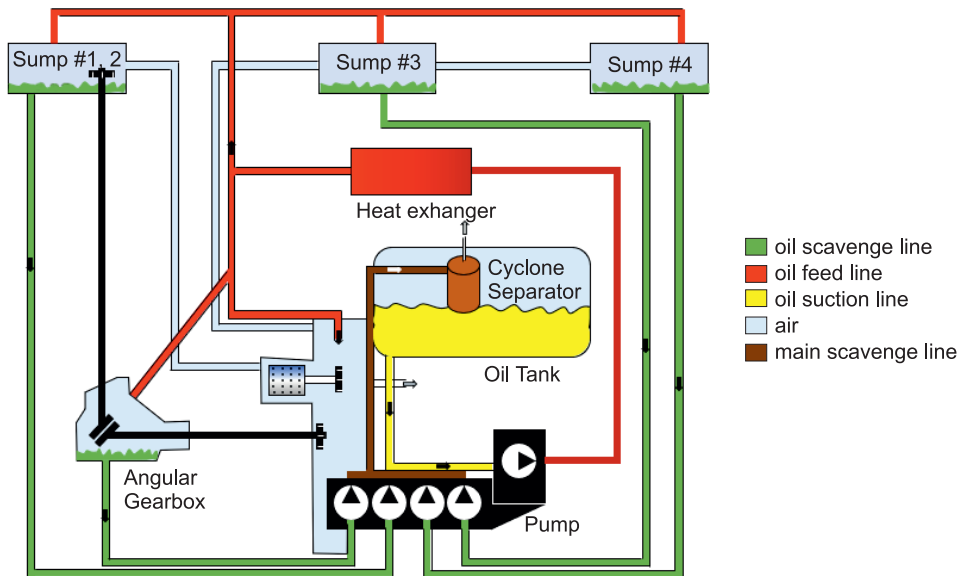 Sump #1, 2
Sump #3
Sump #4
Heat exhanger
Cyclone
Separator
Oil Tank
Angular
Gearbox
Pump
oil scavenge line
oil feed line
oil suction line
air
main scavenge line